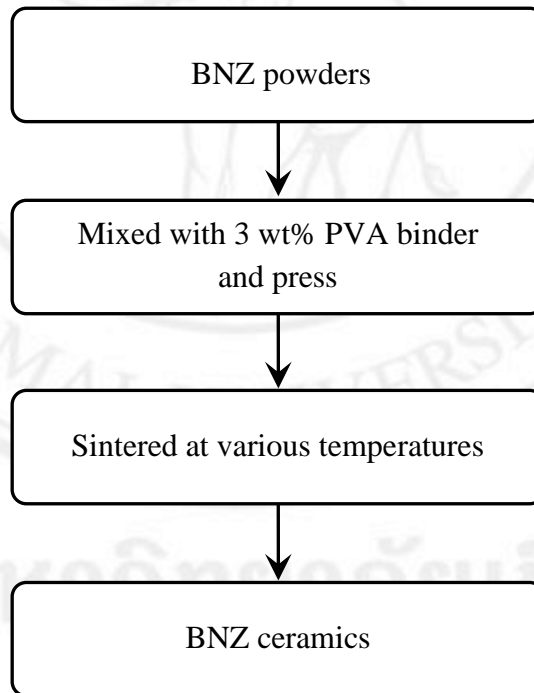 BNZ powders
Mixed with 3 wt% PVA binder
and press
Sintered at various temperatures
BNZ ceramics